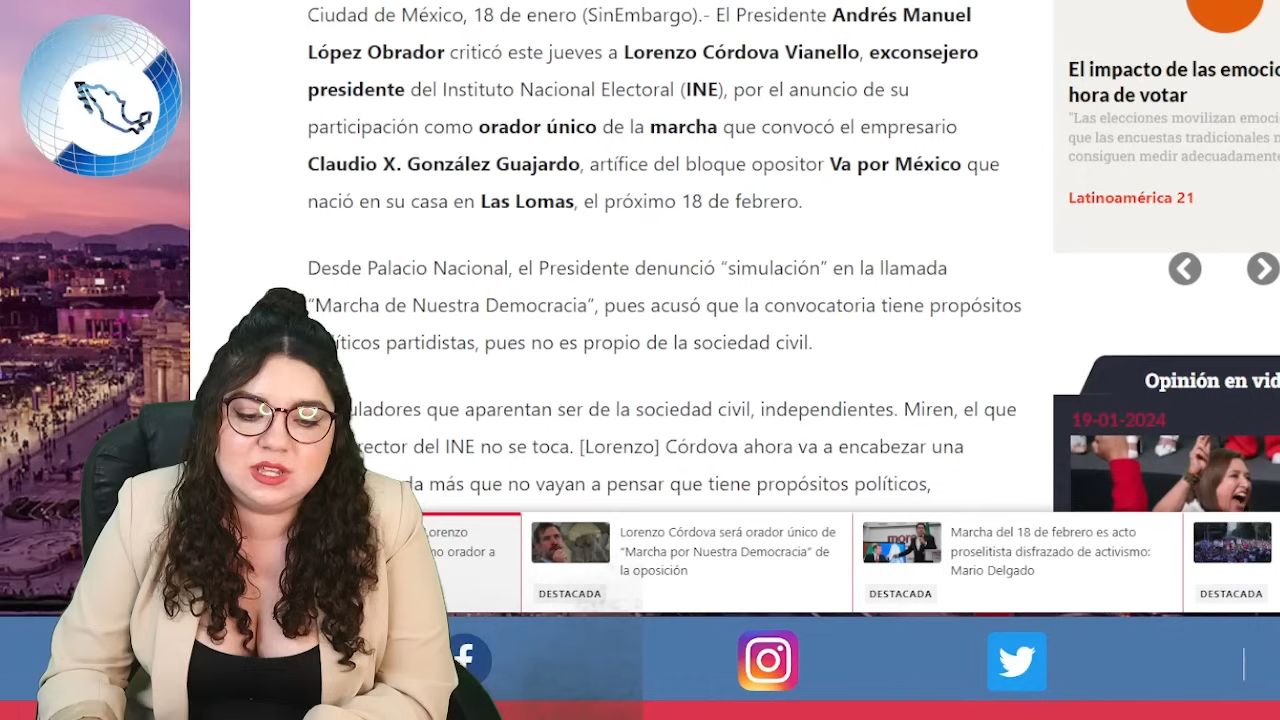 Ciudad de México, 18 de enero (SinEmbargo).- El Presidente Andrés Manuel
López Obrador criticó este jueves a Lorenzo Córdova Vianello, exconsejero
presidente del Instituto Nacional Electoral (INE), por el anuncio de su
participación como orador único de la marcha que convocó el empresario
Claudio X. González Guajardo, artífice del bloque opositor Va por México que
nació en su casa en Las Lomas, el próximo 18 de febrero.
Desde Palacio Nacional, el Presidente denunció “simulación” en la llamada
“Marcha de Nuestra Democracia”, pues acusó que la convocatoria tiene propósitos
partidistas, pues no es propio de la sociedad civil.
que aparentan ser de la sociedad civil, independientes. Miren, el que
del INE no se toca. [Lorenzo] Córdova ahora va a encabezar una
más que no vayan a pensar que tiene propósitos políticos,
El impacto de las
hora de votar
"Las elecciones movilizan
que las encuestas tradicionales
consiguen medir
Latinoamérica 21
Opinión en
19-01-2024
Lorenzo
orador a
Lorenzo Córdova será orador único de
“Marcha por Nuestra Democracia” de
la oposición
DESTACADA
Marcha del 18 de febrero es acto
proselitista disfrazado de activismo:
Mario Delgado
DESTACADA
DESTACADA